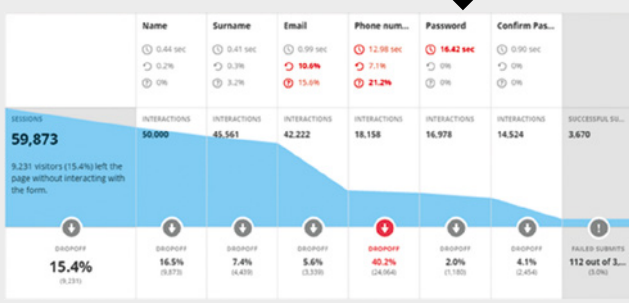 Name
Surname
Email
Phone num...
Password
Confirm Pas...
0.44 sec
0.41 sec
0.99 sec
12.98 sec
16.42 sec
0.90 sec
0.2%
0.3%
10.6%
7.1%
0%
0%
0%
3.2%
15.6%
21.2%
0%
0%
SESSIONS
INTERACTIONS
INTERACTIONS
INTERACTIONS
INTERACTIONS
INTERACTIONS
INTERACTIONS
SUCCESSFUL SU...
59,873
50.000
45,561
42.222
18,158
16,978
14,524
3,670
9.231 visitors (15.4%) left the
page without interacting with
the form.
DROPOFF
DROPOFF
DROPOFF
DROPOFF
DROPOFF
DROPOFF
DROPOFF
FAILED SUBMITS
15.4%
16.5%
7.4%
5.6%
40.2%
2.0%
4.1%
112 out of 3,...
(9,231)
(9,873)
(4,439)
(3,339)
(24,064)
(1,180)
(2,454)
(3.0%)